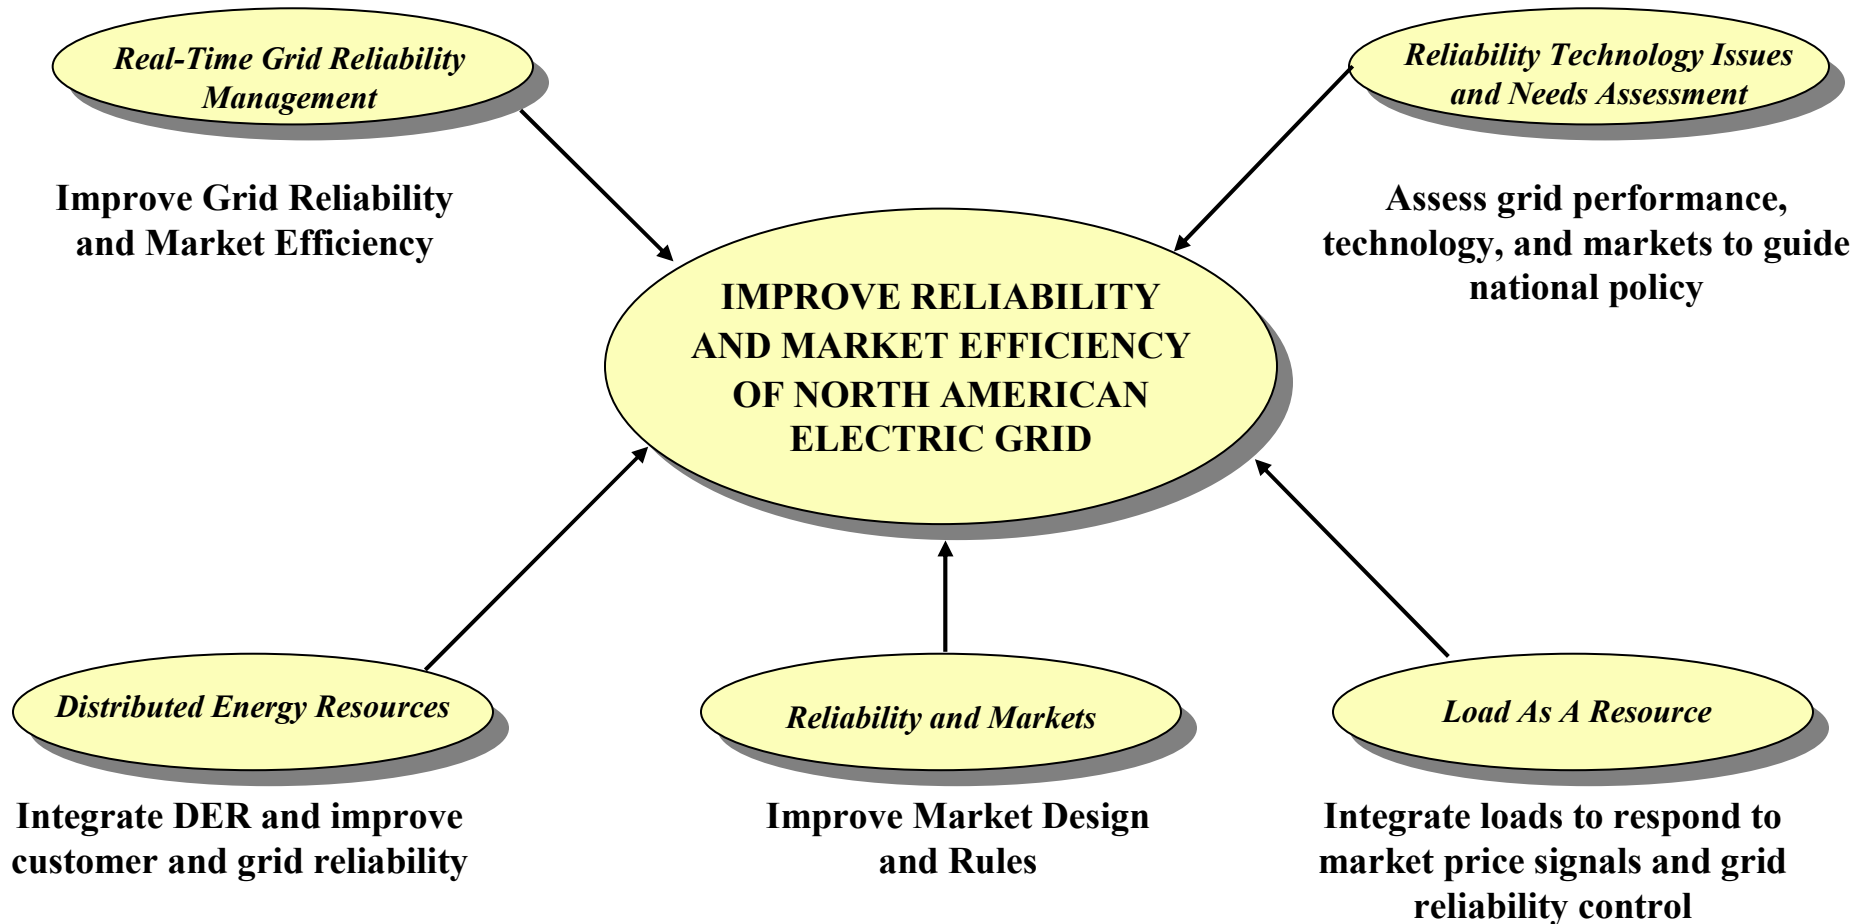 Real-Time Grid Reliability
Management
Improve Grid Reliability
and Market Efficiency
Reliability Technology Issues
and Needs Assessment
Assess grid performance,
technology, and markets to guide
national policy
IMPROVE RELIABILITY
AND MARKET EFFICIENCY
OF NORTH AMERICAN
ELECTRIC GRID
Distributed Energy Resources
Integrate DER and improve
customer and grid reliability
Reliability and Markets
Improve Market Design
and Rules
Load As A Resource
Integrate loads to respond to
market price signals and grid
reliability control